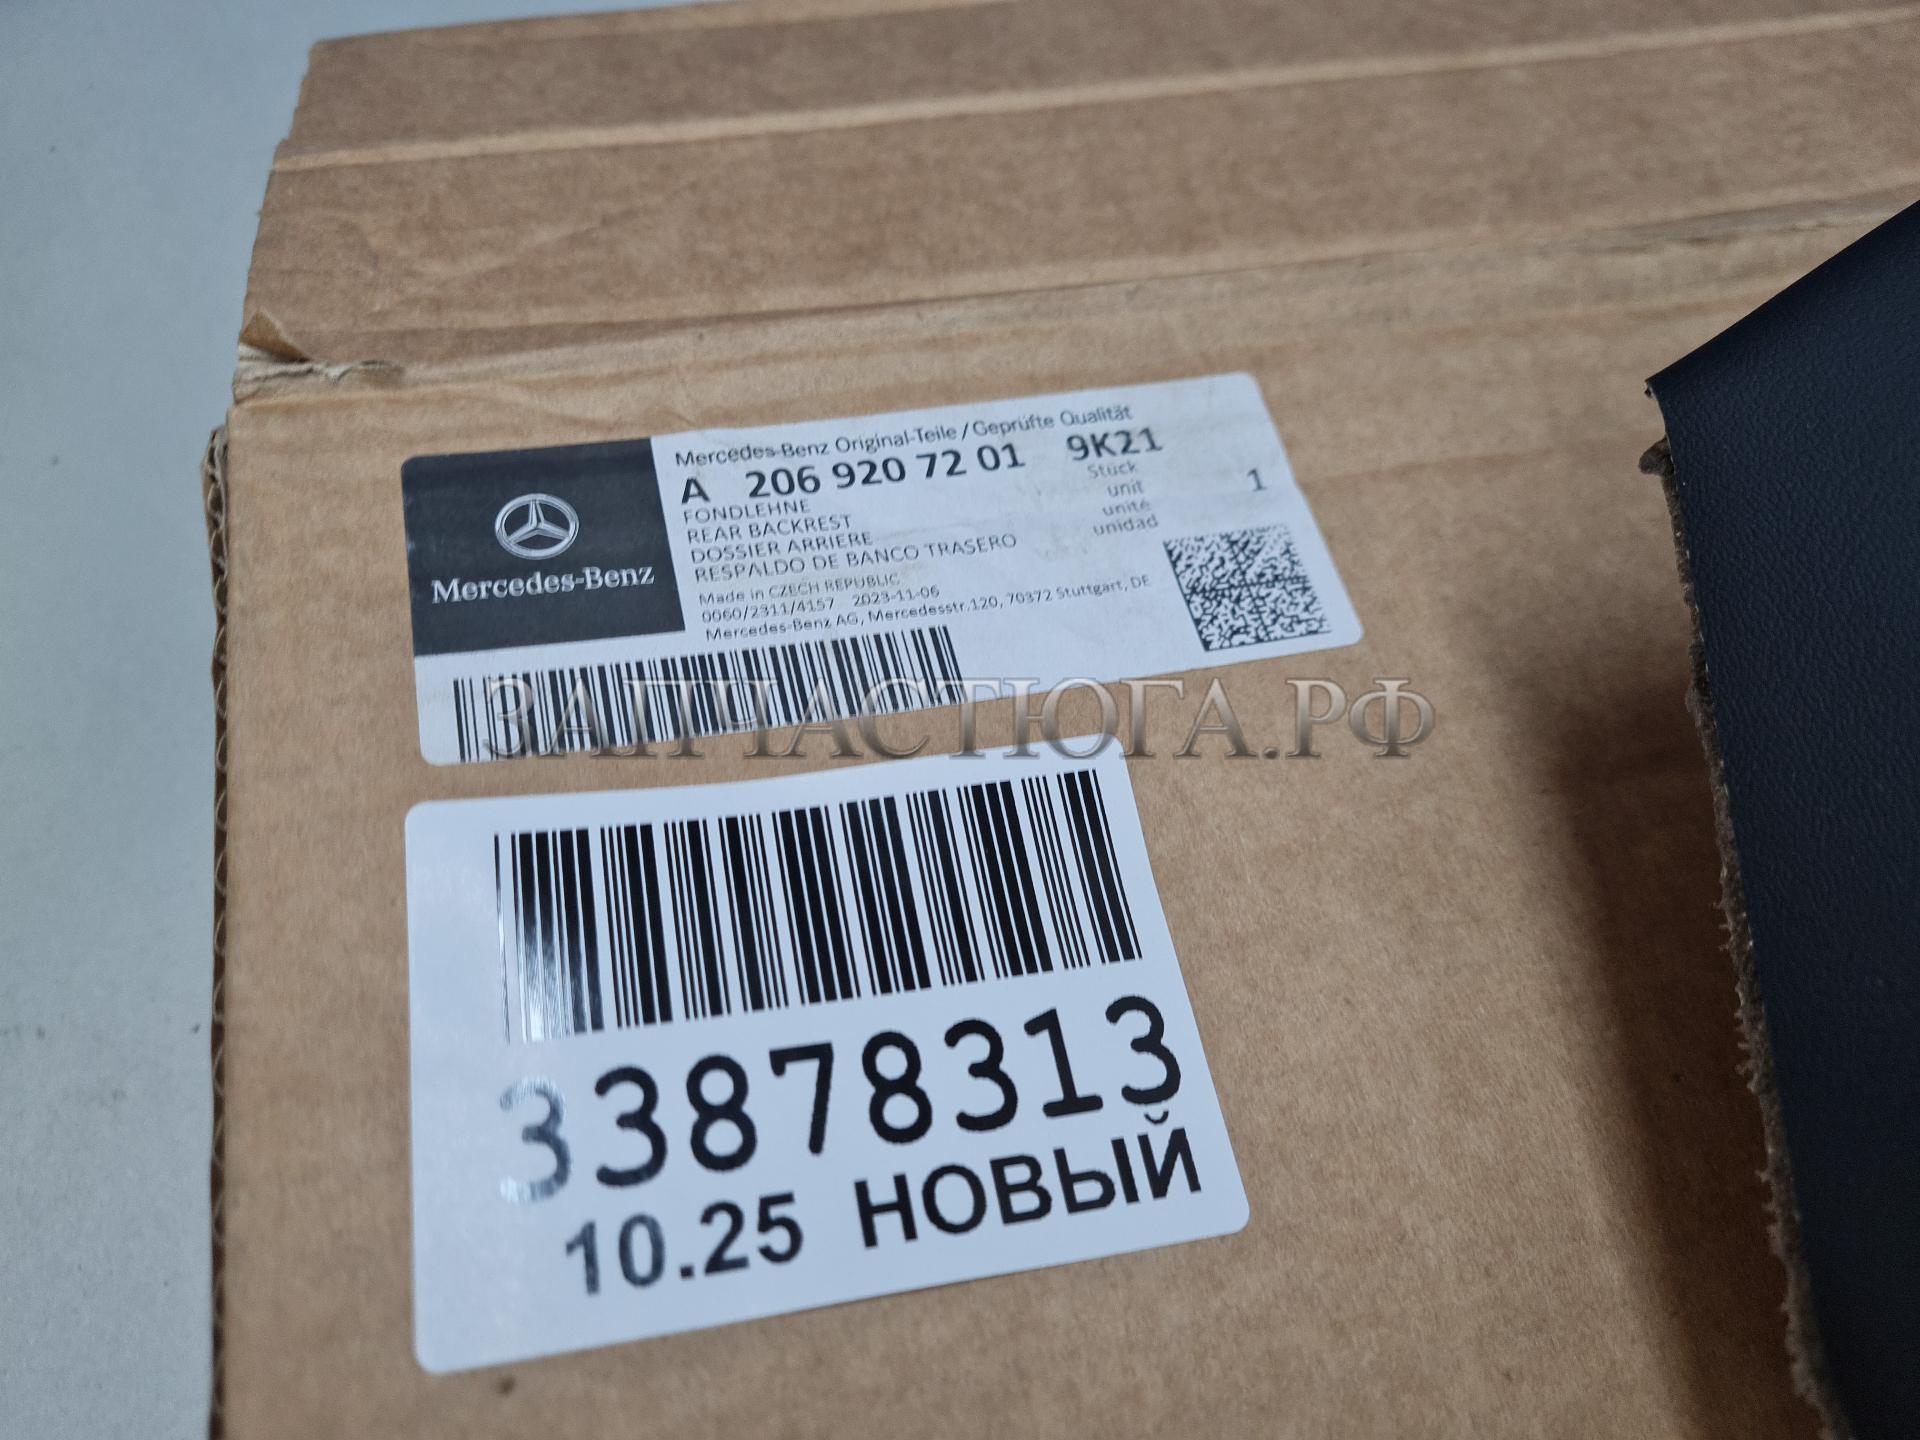 Mercedes-Benz
Mercedes-Benz Original-Teile / Geprüfte Qualität
A 206 920 72 01 9K21
FONDLEHNE
REAR BACKREST
DOSSIER ARRIERE
RESPALDO DE BANCO TRASERO
Stück
unit
unité
unidad
1
Made in CZECH REPUBLIC
0060/2311/4157 2023-11-06
Mercedes-Benz AG, Mercedesstr.120, 70372 Stuttgart, DE
ЗАПЧАСТЮГА.РФ
33878313
10.25 НОВЫЙ